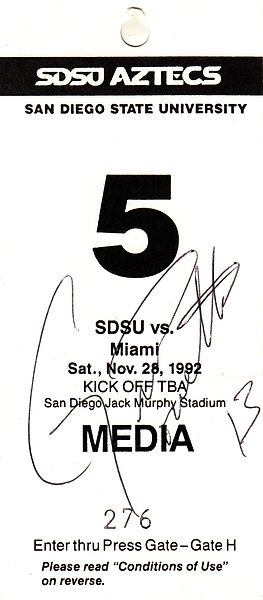 SDSU AZTECS
SAN DIEGO STATE UNIVERSITY
5
SDSU vs.
Miami
Sat., Nov. 28, 1992
KICK OFF TBA
San Diego Jack Murphy Stadium
MEDIA
13
276
Enter thru Press Gate – Gate H
Please read "Conditions of Use"
on reverse.